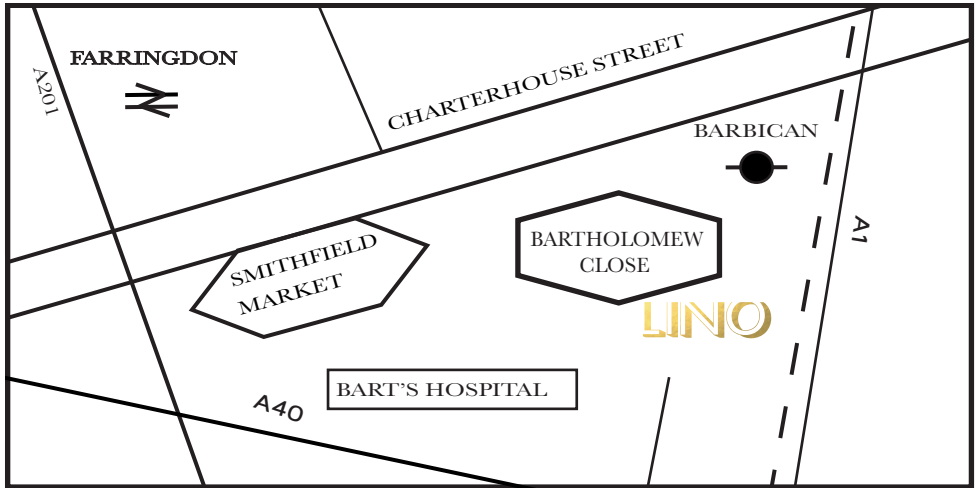 FARRINGDON
A201
CHARTERHOUSE STREET
BARBICAN
A1
SMITHFIELD
MARKET
BARTHOLOMEW
CLOSE
LINO
BART'S HOSPITAL
A40